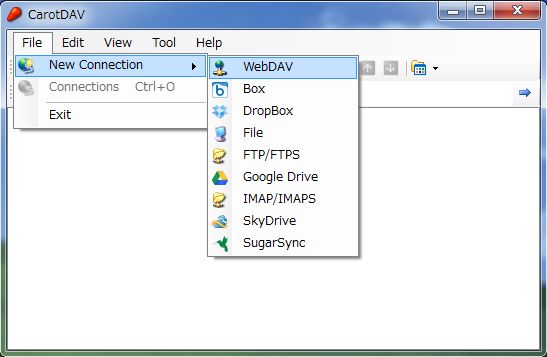 CarotDAV
File Edit View Tool Help
New Connection
Connections Ctrl+O
Exit
WebDAV
Box
DropBox
File
FTP/FTPS
Google Drive
IMAP/IMAPS
SkyDrive
SugarSync